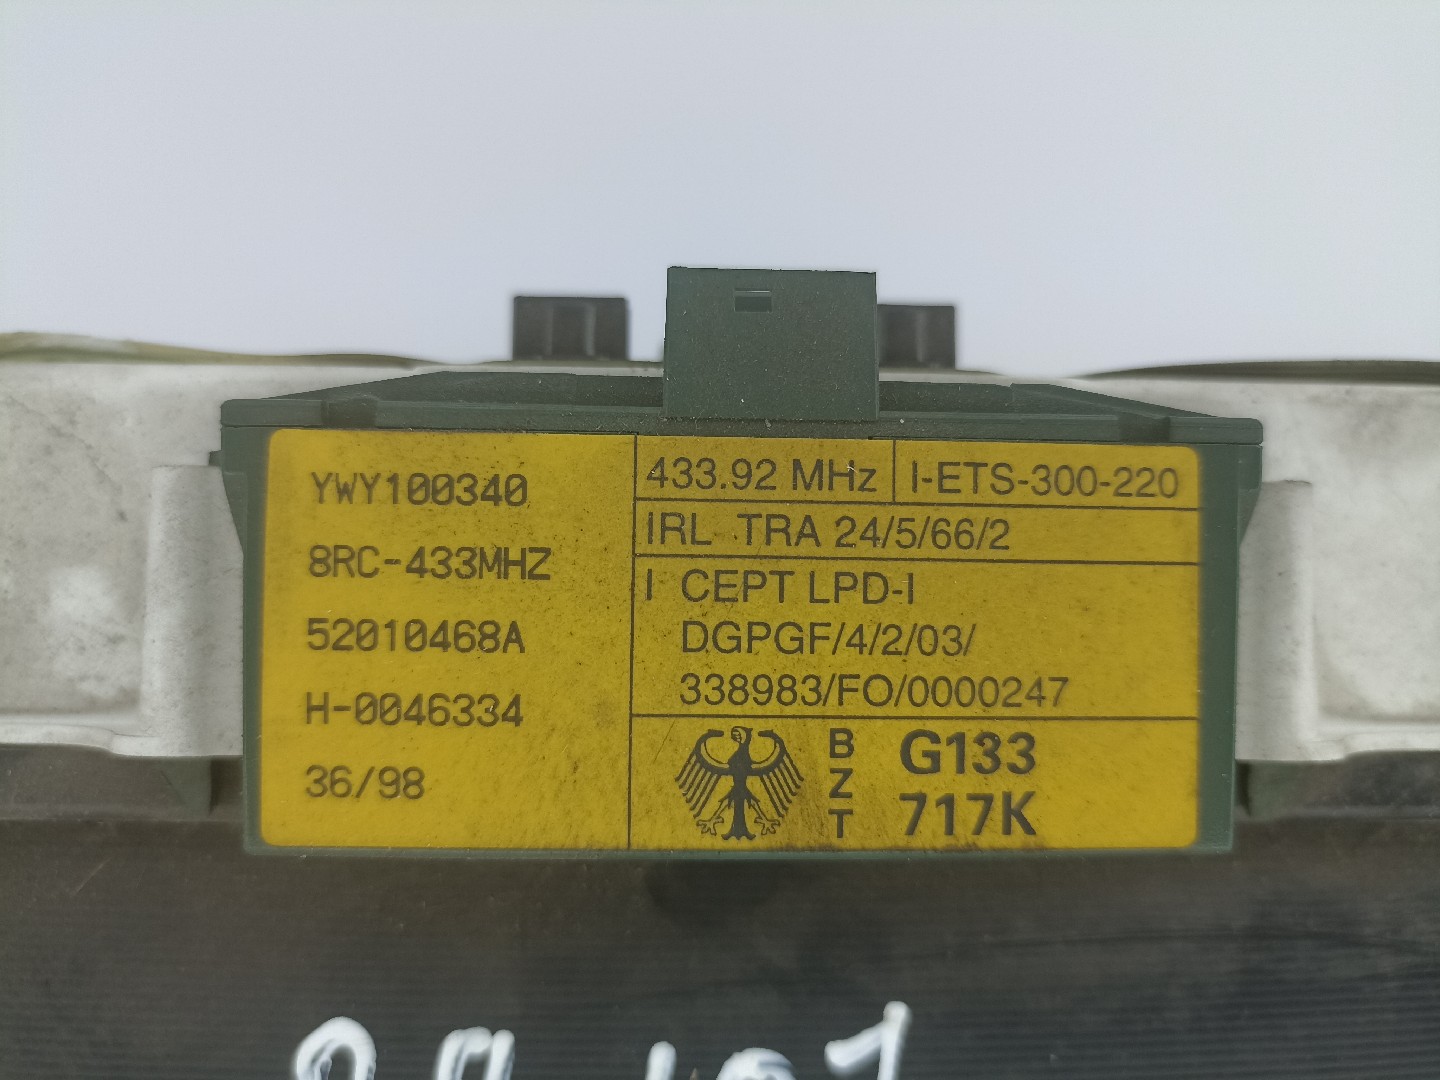 YWY100340
8RC-433MHZ
52010468A
H-0046334
36/98
433.92 MHz I-ETS-300-220
IRL TRA 24/5/66/2
I CEPT LPD-I
DGPGF/4/2/03/
338983/FO/0000247
BZT G133
717K